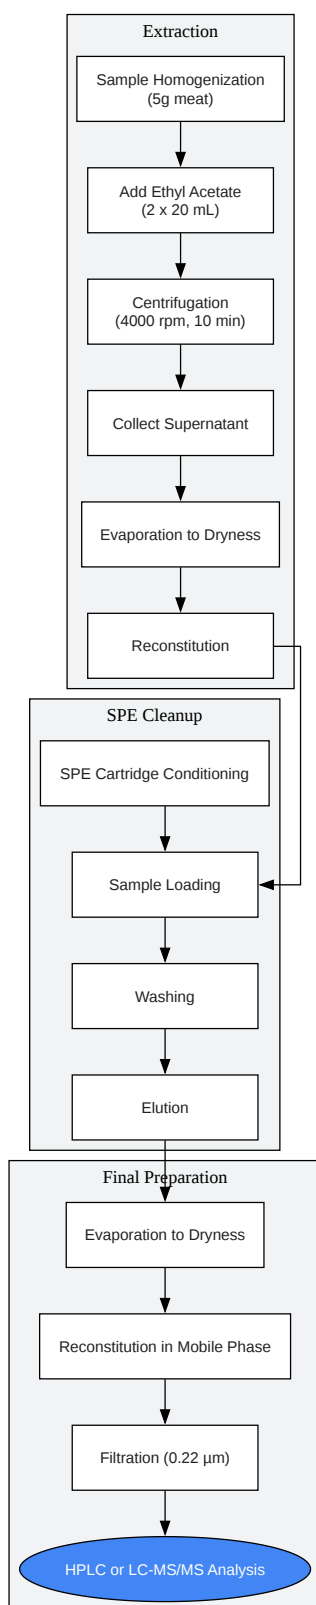 Extraction
Sample Homogenization
(5g meat)
Add Ethyl Acetate
(2 x 20 mL)
Centrifugation
(4000 rpm, 10 min)
Collect Supernatant
Evaporation to Dryness
Reconstitution
SPE Cleanup
SPE Cartridge Conditioning
Sample Loading
Washing
Elution
Final Preparation
Evaporation to Dryness
Reconstitution in Mobile Phase
Filtration (0.22 µm)
HPLC or LC-MS/MS Analysis